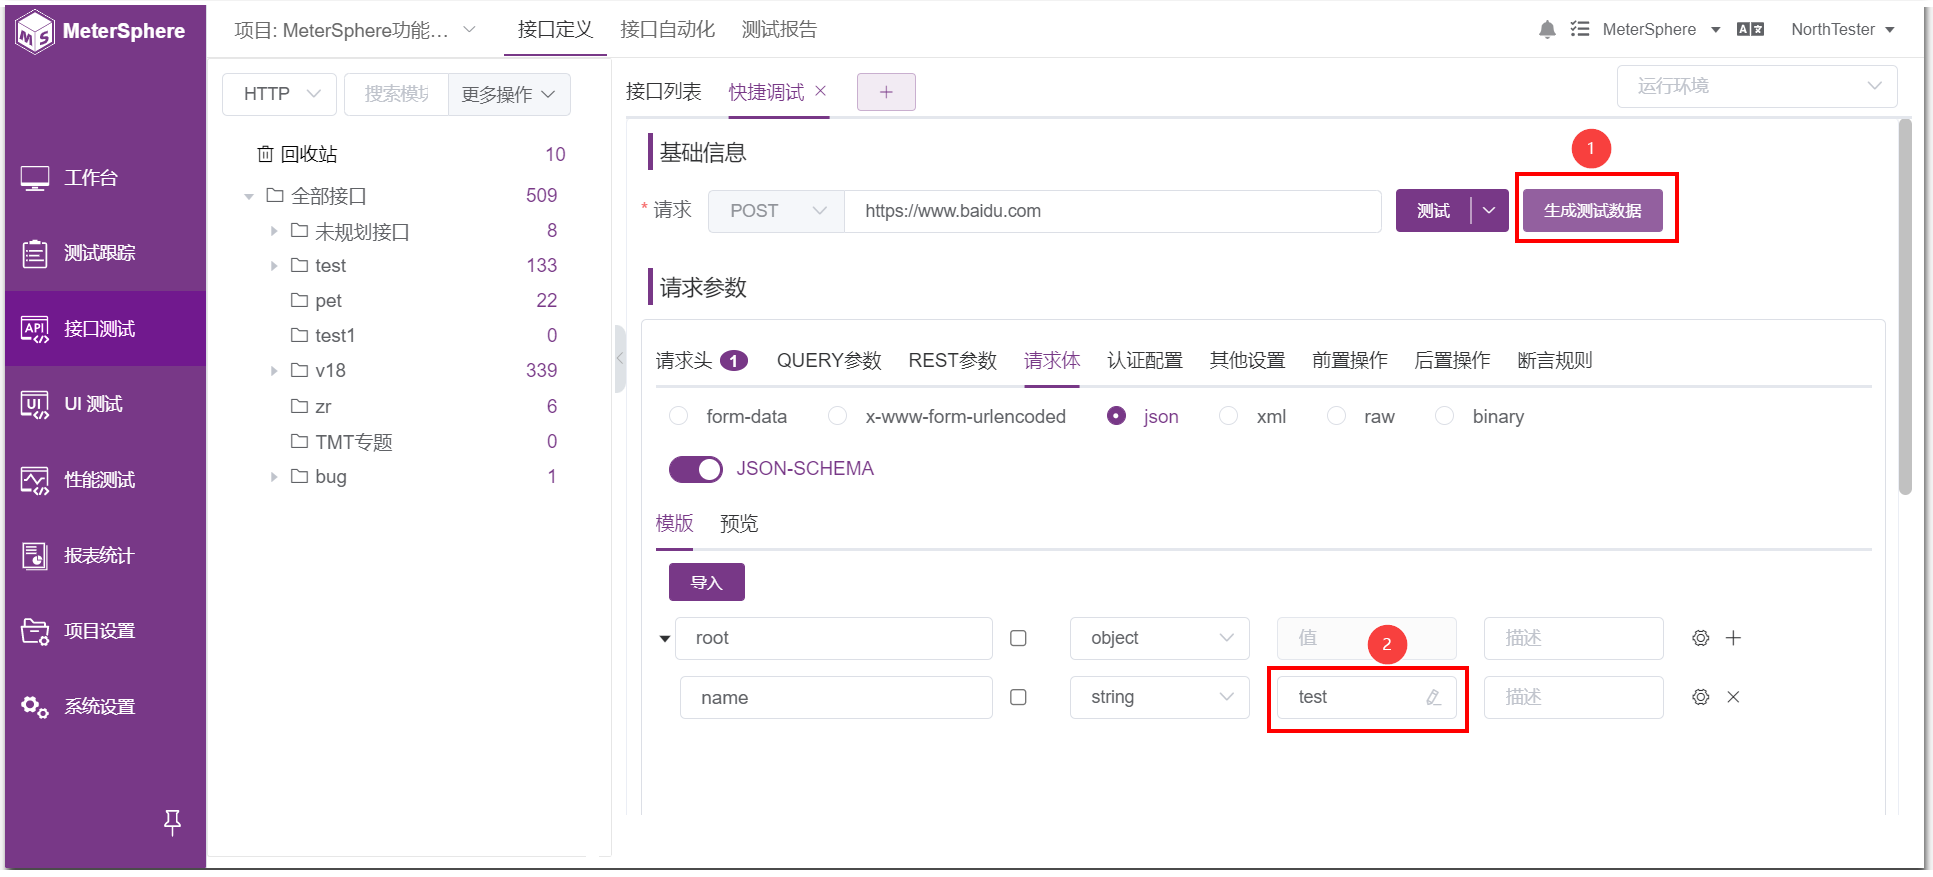 MeterSphere
项目: MeterSphere功能...
接口定义
接口自动化
测试报告
MeterSphere
NorthTester
工作台
测试跟踪
接口测试
UI 测试
性能测试
报表统计
项目设置
系统设置
HTTP
搜索模块
更多操作
回收站 10
全部接口 509
未规划接口 8
test 133
pet 22
test1 0
v18 339
zr 6
TMT专题 0
bug 1
接口列表
快捷调试
+
运行环境
基础信息
1
* 请求
POST
https://www.baidu.com
测试
生成测试数据
请求参数
请求头 1
QUERY参数
REST参数
请求体
认证配置
其他设置
前置操作
后置操作
断言规则
form-data
x-www-form-urlencoded
json
xml
raw
binary
JSON-SCHEMA
模版
预览
导入
root
object
值
2
描述
name
string
test
描述